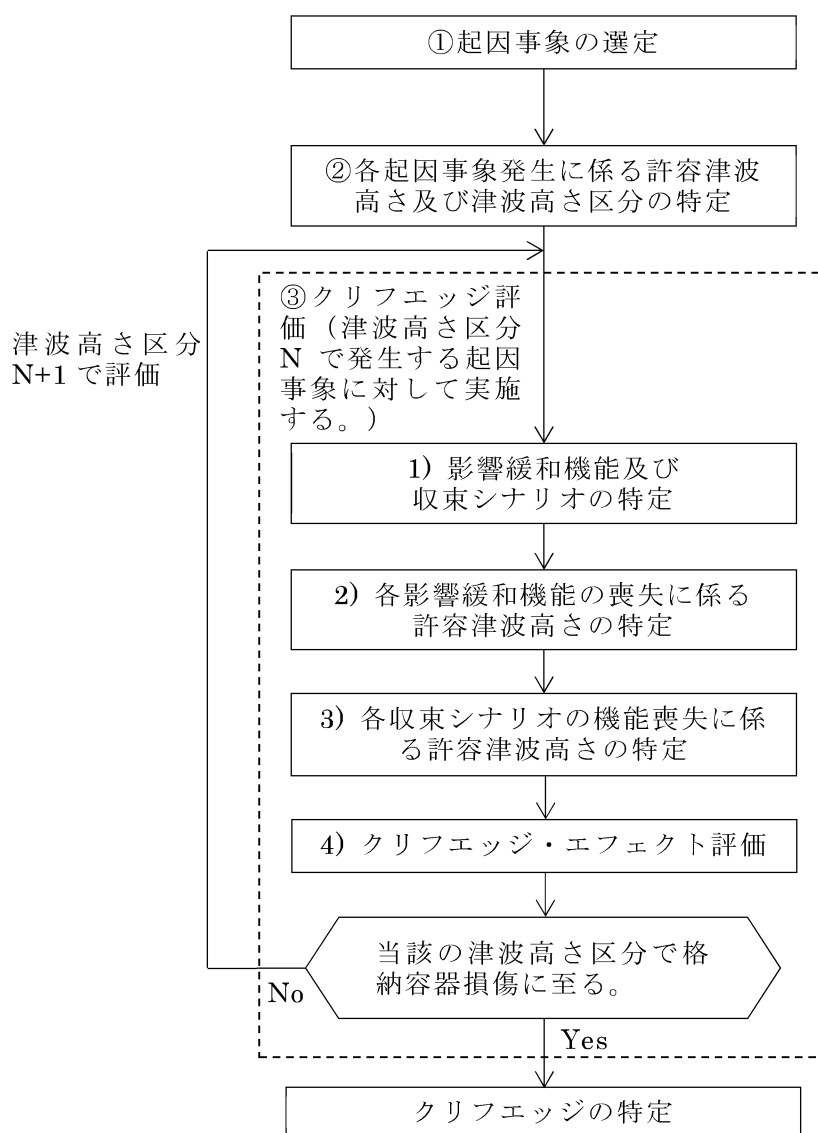 ①起因事象の選定
②各起因事象発生に係る許容津波
高さ及び津波高さ区分の特定
③クリフエッジ評
価（津波高さ区分
N で発生する起因
事象に対して実施
する。）
津波高さ区分
N+1 で評価
1) 影響緩和機能及び
収束シナリオの特定
2) 各影響緩和機能の喪失に係る
許容津波高さの特定
3) 各収束シナリオの機能喪失に係
る許容津波高さの特定
4) クリフエッジ・エフェクト評価
当該の津波高さ区分で格
納容器損傷に至る。
No
Yes
クリフエッジの特定